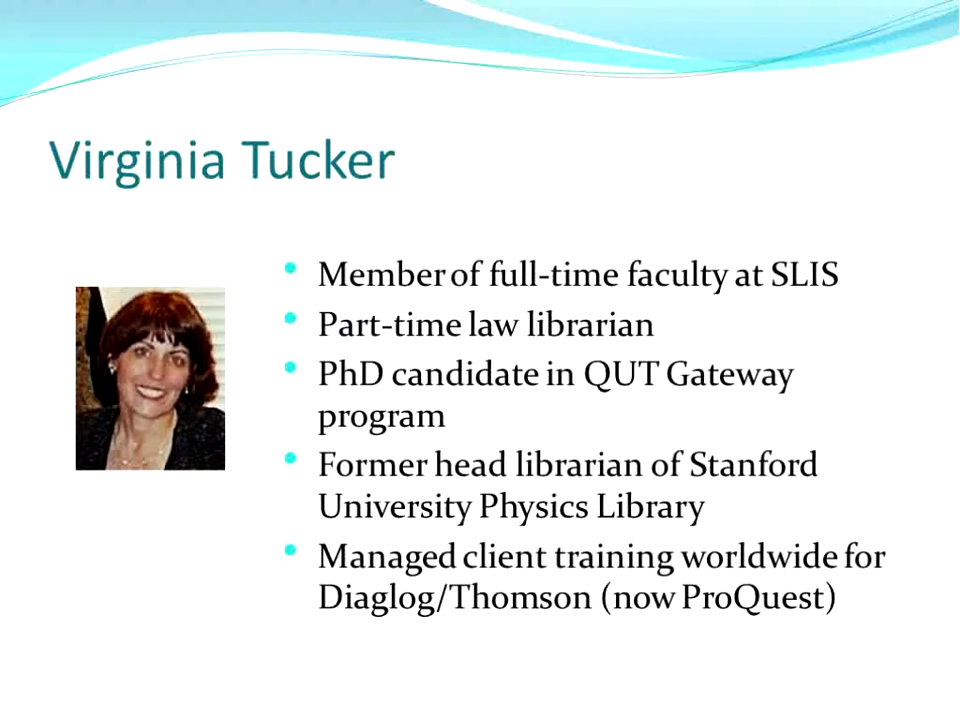 Virginia Tucker
• Member of full-time faculty at SLIS
• Part-time law librarian
• PhD candidate in QUT Gateway
program
• Former head librarian of Stanford
University Physics Library
• Managed client training worldwide for
Diaglog/Thomson (now ProQuest)